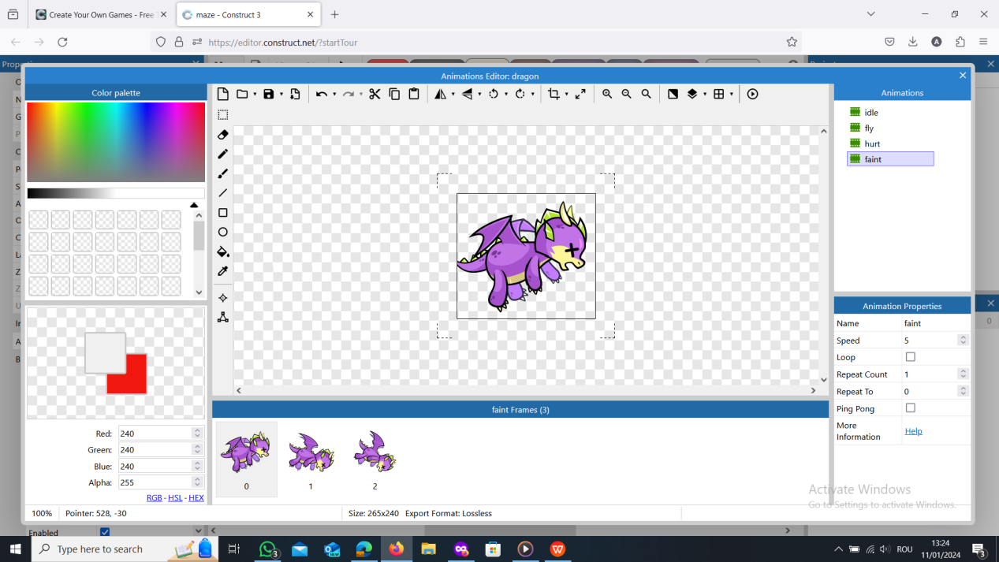 Create Your Own Games - Free
maze - Construct 3
https://editor.construct.net/?startTour
Animations Editor: dragon
Color palette
Animations
idle
fly
hurt
faint
Animation Properties
Name faint
Speed 5
Loop
Repeat Count 1
Repeat To 0
Ping Pong
More
Information Help
faint Frames (3)
0 1 2
Red: 240
Green: 240
Blue: 240
Alpha: 255
RGB - HSL - HEX
Activate Windows
Go to Settings to activate Windows.
100% Pointer: 528, -30 Size: 265x240 Export Format: Lossless
Enabled
Type here to search
3
NEW
ROU
13:24
11/01/2024
3